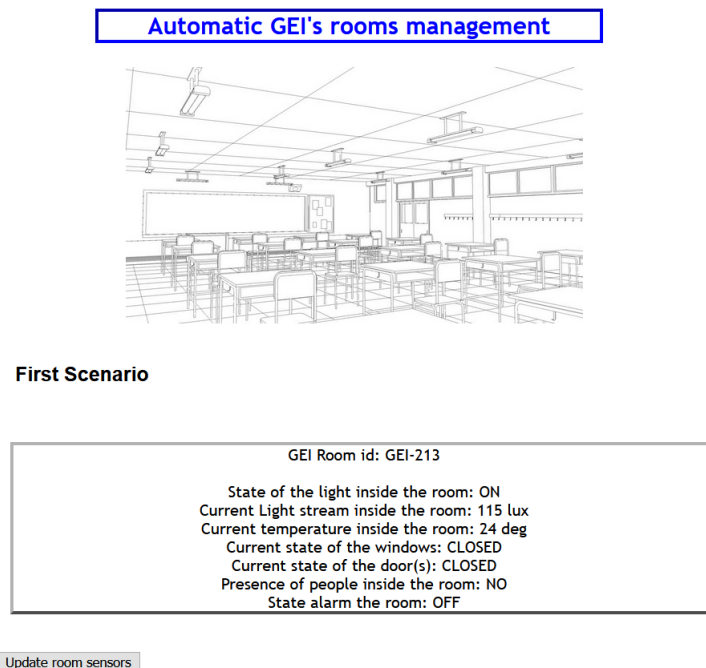 Automatic GEI's rooms management
First Scenario
GEI Room id: GEI-213
State of the light inside the room: ON
Current Light stream inside the room: 115 lux
Current temperature inside the room: 24 deg
Current state of the windows: CLOSED
Current state of the door(s): CLOSED
Presence of people inside the room: NO
State alarm the room: OFF
Update room sensors